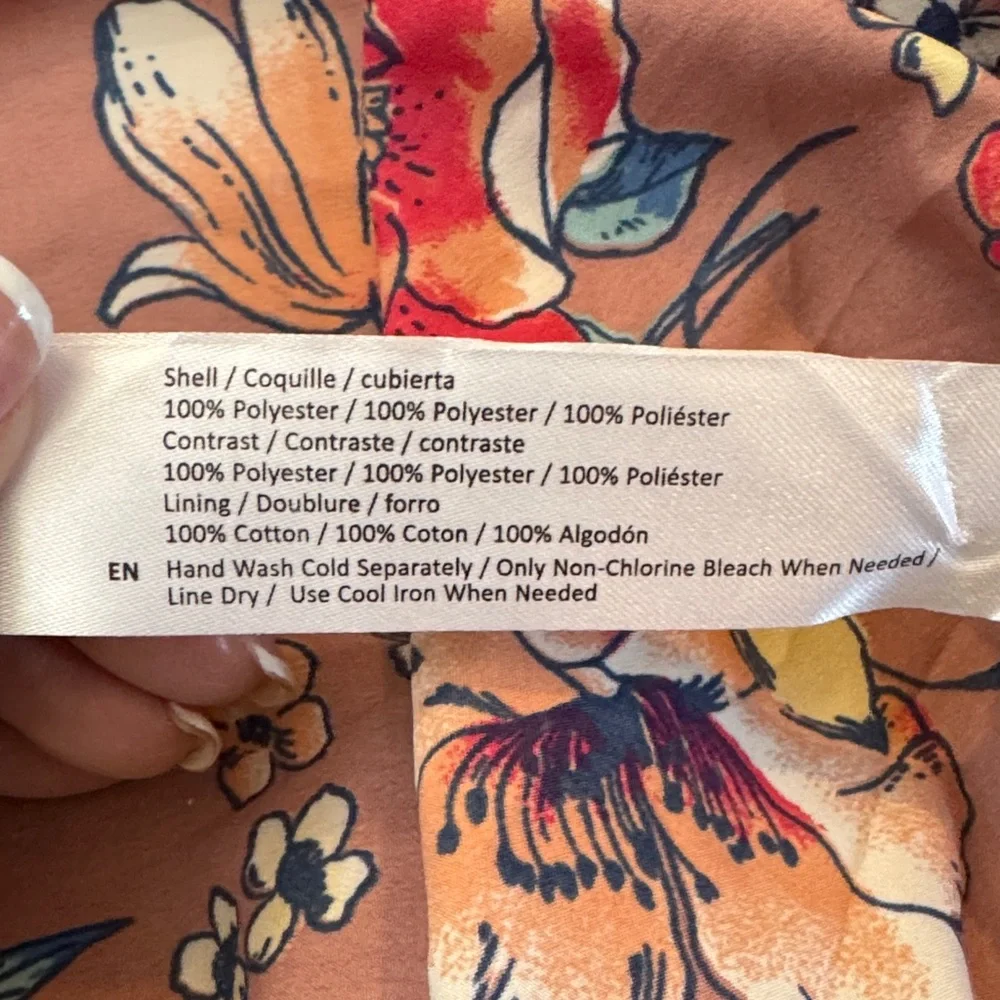 Shell / Coquille / cubierta
100% Polyester / 100% Polyester / 100% Poliéster
Contrast / Contraste / contraste
100% Polyester / 100% Polyester / 100% Poliéster
Lining / Doublure / forro
100% Cotton / 100% Coton / 100% Algodón
EN Hand Wash Cold Separately / Only Non-Chlorine Bleach When Needed /
Line Dry / Use Cool Iron When Needed